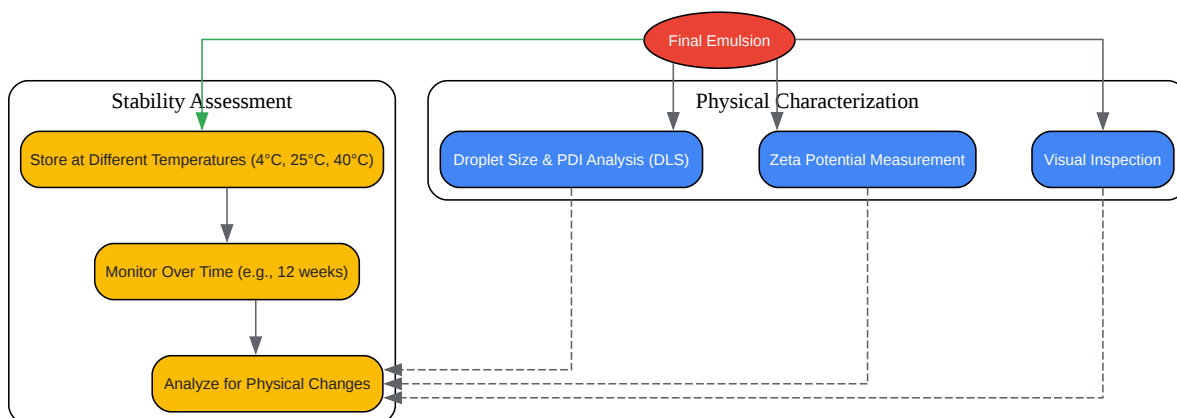 Final Emulsion
Stability Assessment
Physical Characterization
Store at Different Temperatures (4°C, 25°C, 40°C)
Droplet Size & PDI Analysis (DLS)
Zeta Potential Measurement
Visual Inspection
Monitor Over Time (e.g., 12 weeks)
Analyze for Physical Changes